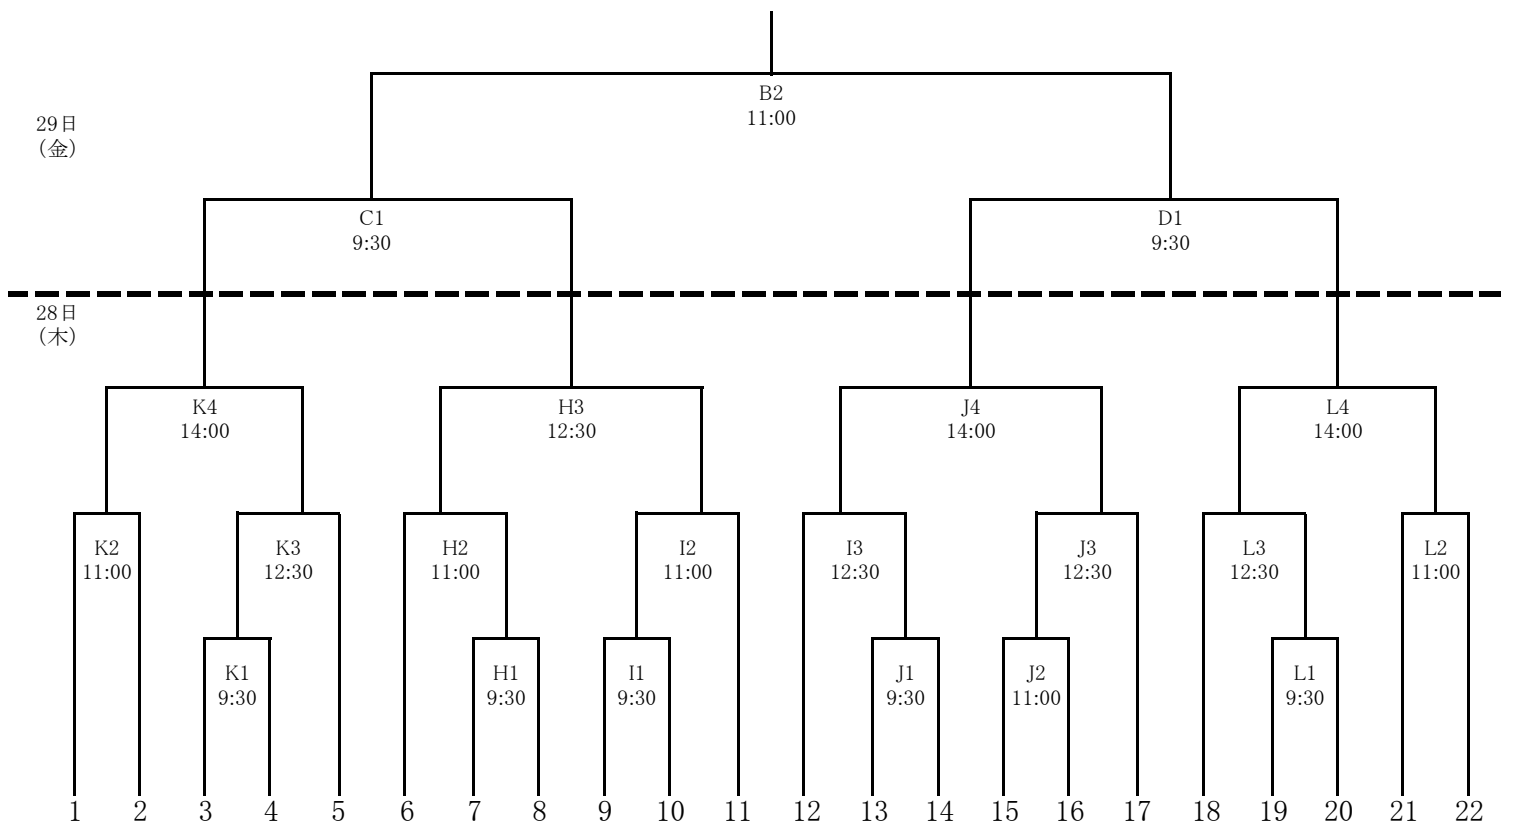 B2
11:00
29日
（金）
C1
9:30
D1
9:30
28日
（木）
K4
14:00
H3
12:30
J4
14:00
L4
14:00
K2
11:00
K3
12:30
H2
11:00
I2
11:00
I3
12:30
J3
12:30
L3
12:30
L2
11:00
K1
9:30
H1
9:30
I1
9:30
J1
9:30
J2
11:00
L1
9:30
1 2 3 4 5 6 7 8 9 10 11 12 13 14 15 16 17 18 19 20 21 22